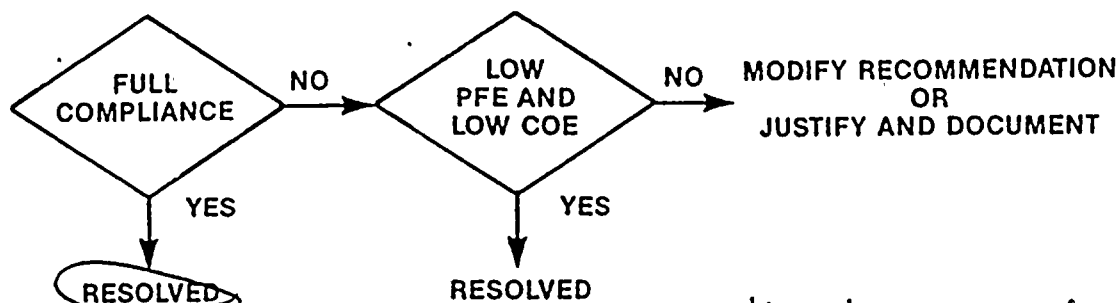 FULL
COMPLIANCE
NO
LOW
PFE AND
LOW COE
NO
MODIFY RECOMMENDATION
OR
JUSTIFY AND DOCUMENT
YES
YES
RESOLVED
RESOLVED